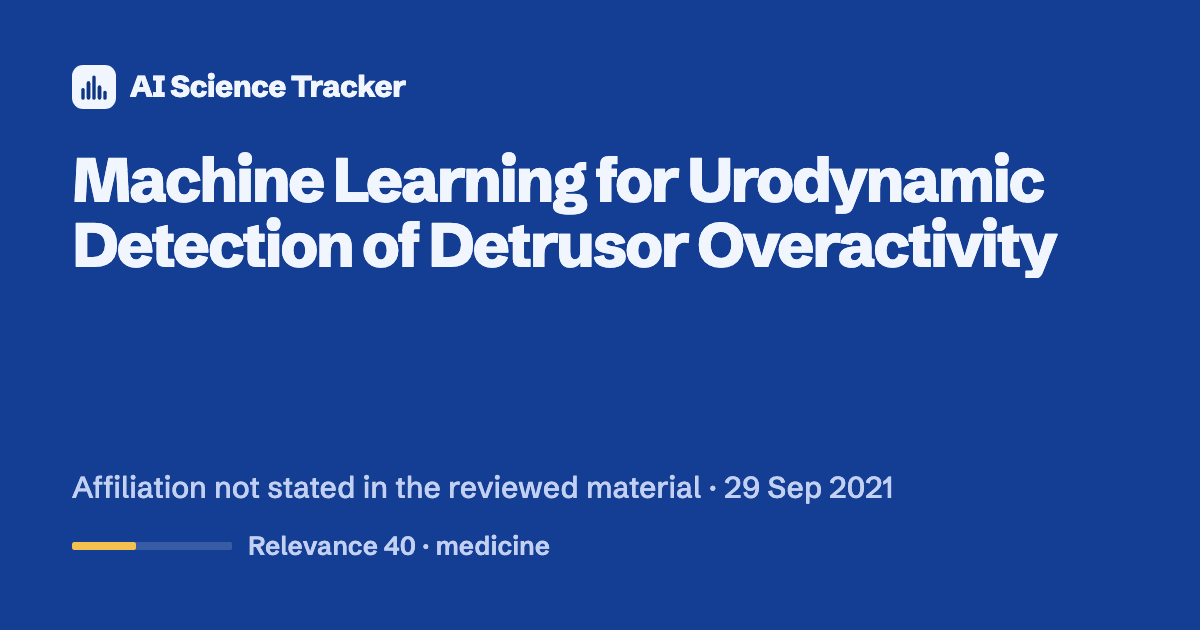 AI Science Tracker
Machine Learning for Urodynamic
Detection of Detrusor Overactivity
Affiliation not stated in the reviewed material · 29 Sep 2021
Relevance 40 · medicine